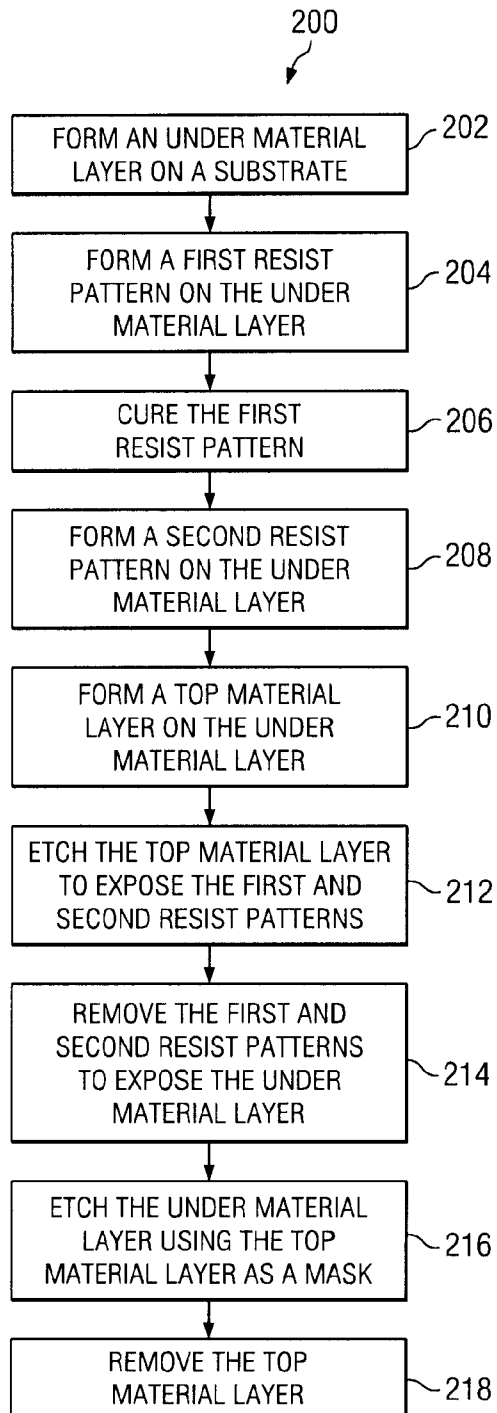 200
FORM AN UNDER MATERIAL
LAYER ON A SUBSTRATE
202
FORM A FIRST RESIST
PATTERN ON THE UNDER
MATERIAL LAYER
204
CURE THE FIRST
RESIST PATTERN
206
FORM A SECOND RESIST
PATTERN ON THE UNDER
MATERIAL LAYER
208
FORM A TOP MATERIAL
LAYER ON THE UNDER
MATERIAL LAYER
210
ETCH THE TOP MATERIAL LAYER
TO EXPOSE THE FIRST AND
SECOND RESIST PATTERNS
212
REMOVE THE FIRST AND
SECOND RESIST PATTERNS
TO EXPOSE THE UNDER
MATERIAL LAYER
214
ETCH THE UNDER MATERIAL
LAYER USING THE TOP
MATERIAL LAYER AS A MASK
216
REMOVE THE TOP
MATERIAL LAYER
218